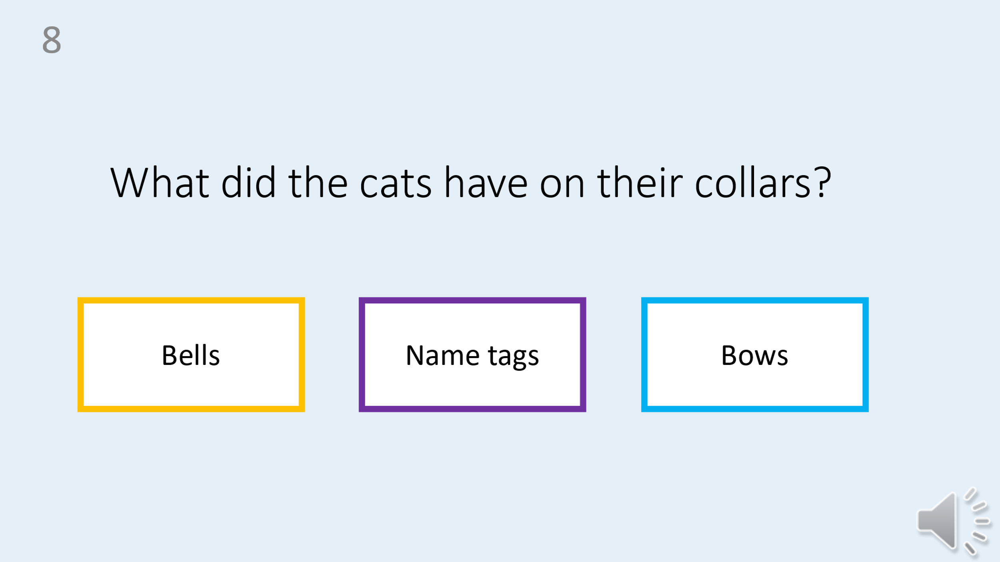 8
What did the cats have on their collars?
Bells
Name tags
Bows